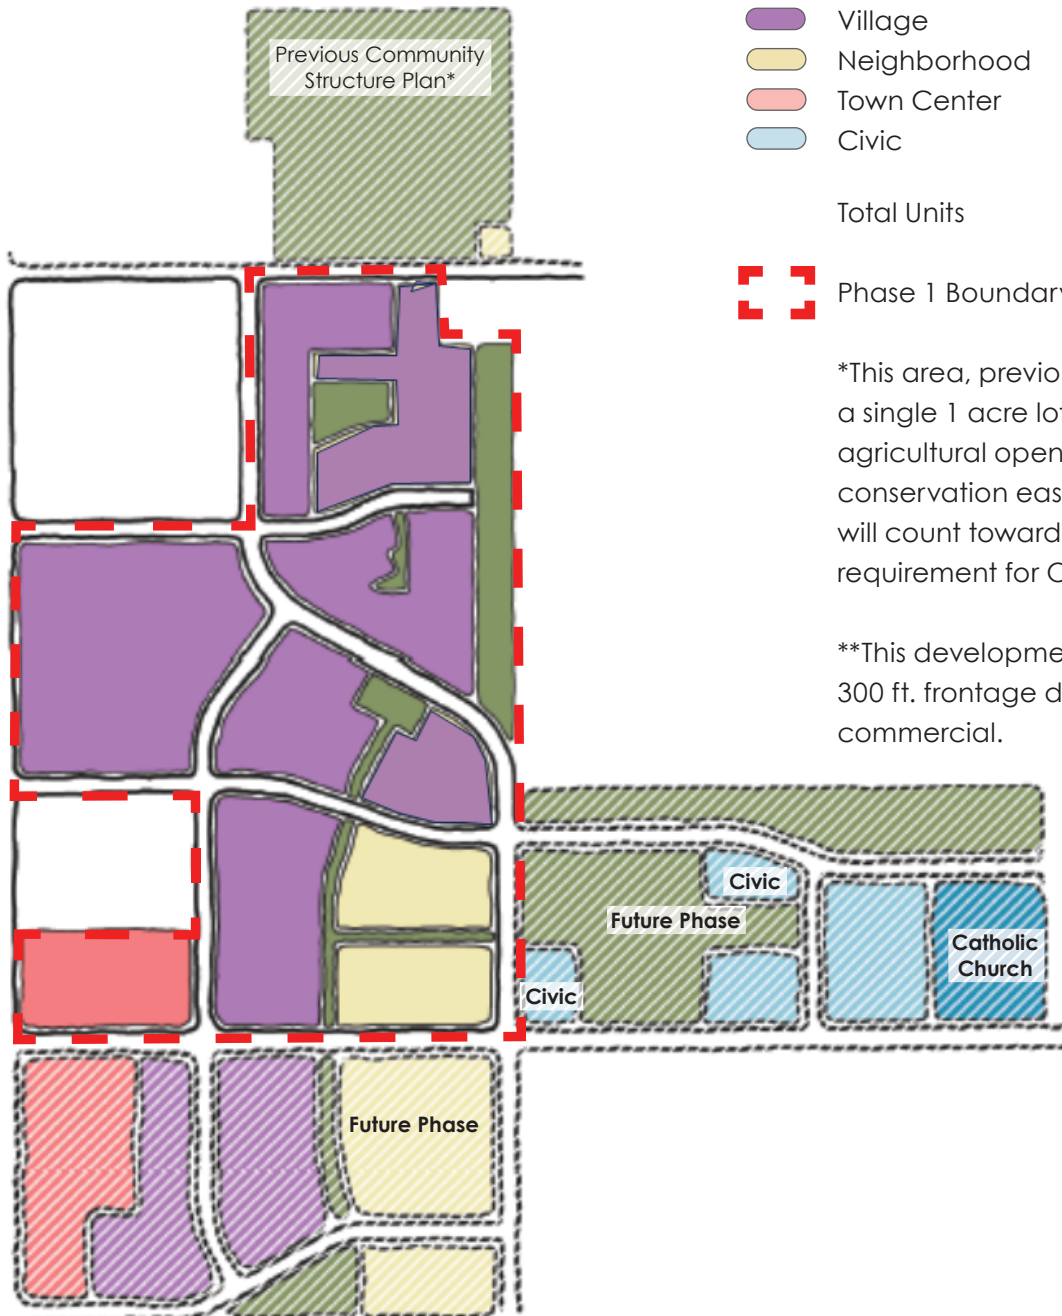 Previous Community
Structure Plan*
Village
Neighborhood
Town Center
Civic
Total Units
Phase 1 Boundary
*This area, previo
a single 1 acre lot
agricultural open
conservation eas
will count toward
requirement for C
**This developme
300 ft. frontage d
commercial.
Civic
Future Phase
Catholic
Church
Civic
Future Phase